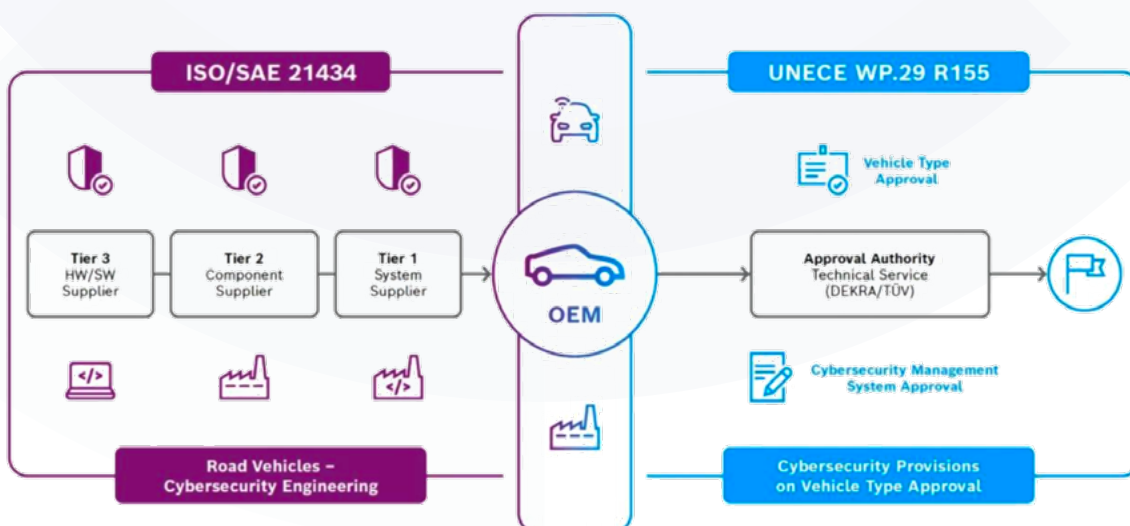 ISO/SAE 21434
UNECE WP.29 R155
Vehicle Type
Approval
Tier 3
HW/SW
Supplier
Tier 2
Component
Supplier
Tier 1
System
Supplier
OEM
Approval Authority
Technical Service
(DEKRA/TÜV)
</>
</>
Cybersecurity Management
System Approval
Road Vehicles –
Cybersecurity Engineering
Cybersecurity Provisions
on Vehicle Type Approval